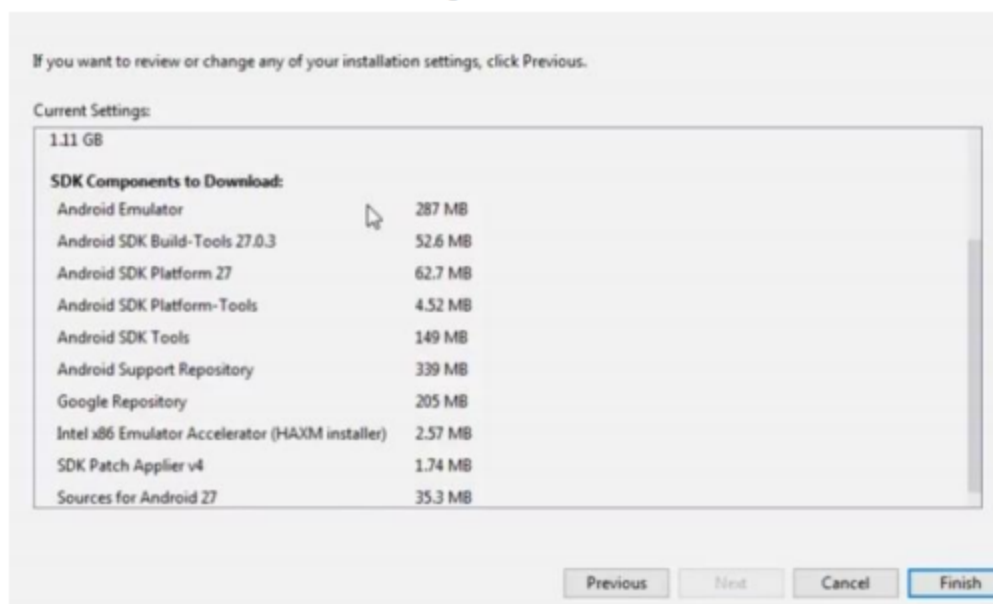 If you want to review or change any of your installation settings, click Previous.
Current Settings:
1.11 GB
SDK Components to Download:
Android Emulator 287 MB
Android SDK Build-Tools 27.0.3 52.6 MB
Android SDK Platform 27 62.7 MB
Android SDK Platform-Tools 4.52 MB
Android SDK Tools 149 MB
Android Support Repository 339 MB
Google Repository 205 MB
Intel x86 Emulator Accelerator (HAXM installer) 2.57 MB
SDK Patch Applier v4 1.74 MB
Sources for Android 27 35.3 MB
Previous Next Cancel Finish